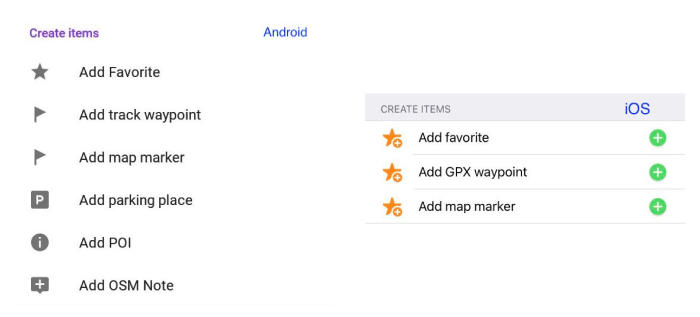 Create items
Android
Add Favorite
Add track waypoint
Add map marker
P Add parking place
Add POI
Add OSM Note
CREATE ITEMS
iOS
Add favorite
Add GPX waypoint
Add map marker